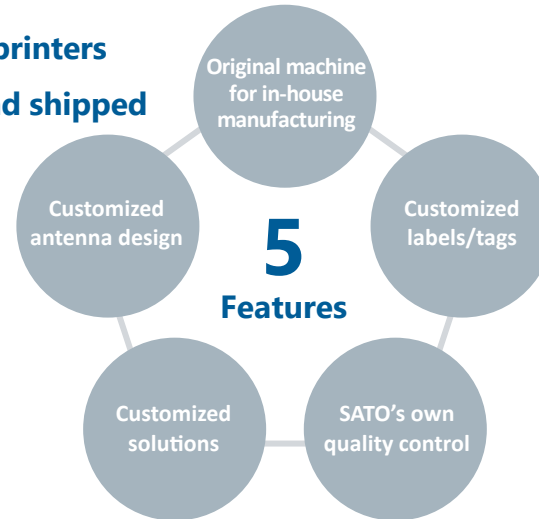 printers
d shipped
Original machine
for in-house
manufacturing
Customized
antenna design
Customized
labels/tags
5
Features
Customized
solutions
SATO's own
quality control